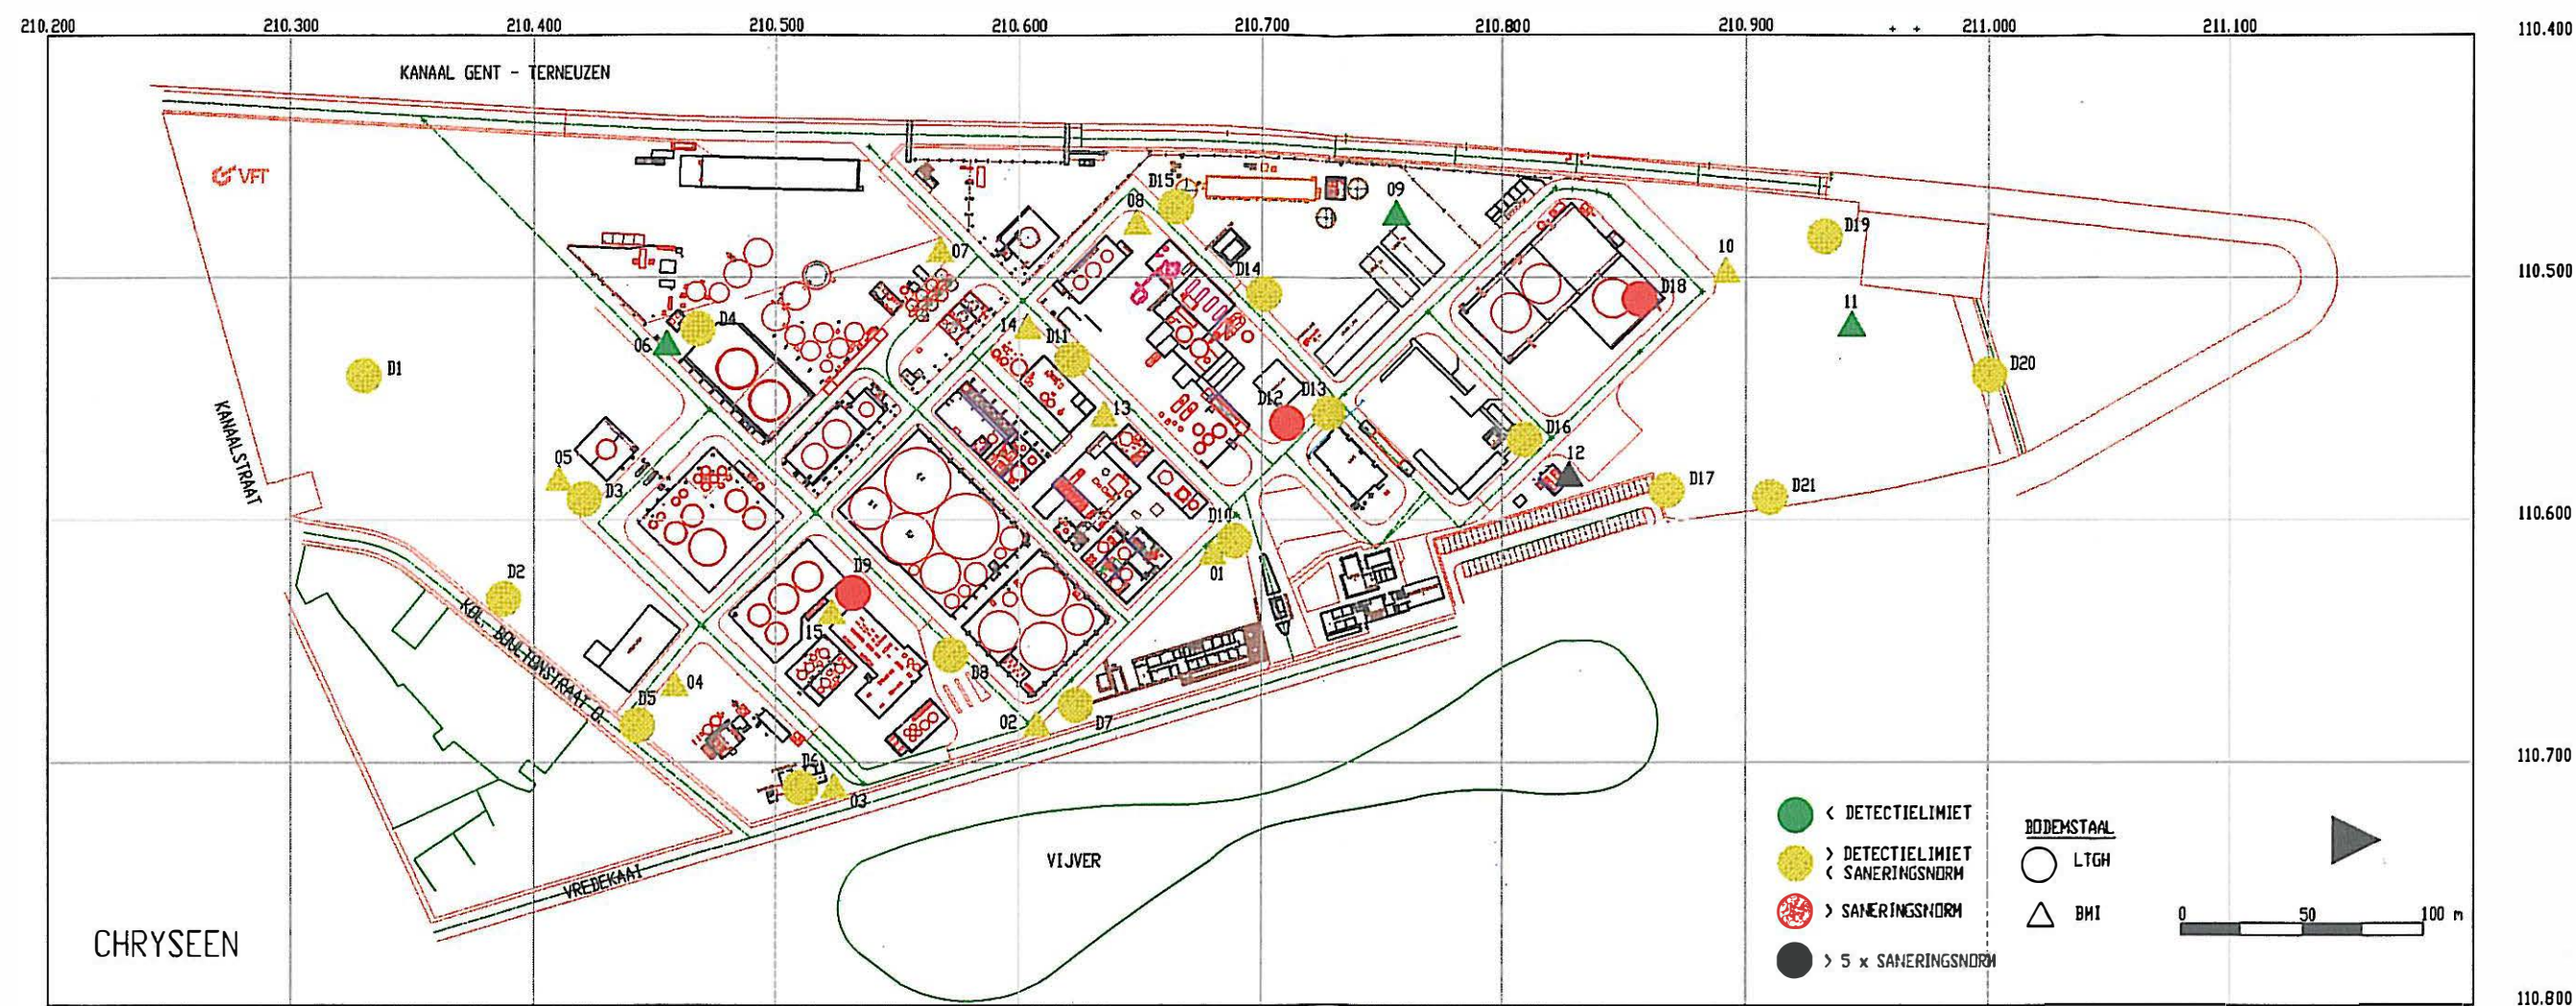 210.200 210.300 210.400 210.500 210.600 210.700 210.800 210.900 211.000 211.100
110.400
KANAAL GENT - TERNEUZEN
VFT
D15
09
08
D19
07
10
110.500
D14
D18
11
14
D11
D4
06
D1
D20
D13
D12
13
KANAALSTRAAT
D16
12
05
D3
D17
D21
110.600
D10
01
D9
D2
KOL. BOULTONSTRAAT
15
D8
04
D5
D7
02
110.700
D6
03
VREDEKAAI
VIJVER
CHRYSEEN
< DETECTIELIMIET
> DETECTIELIMIET
< SANERINGSNORM
> SANERINGSNORM
> 5 x SANERINGSNORM
BODEMSTAAL
LTGH
BMI
0 50 100 m
110.800